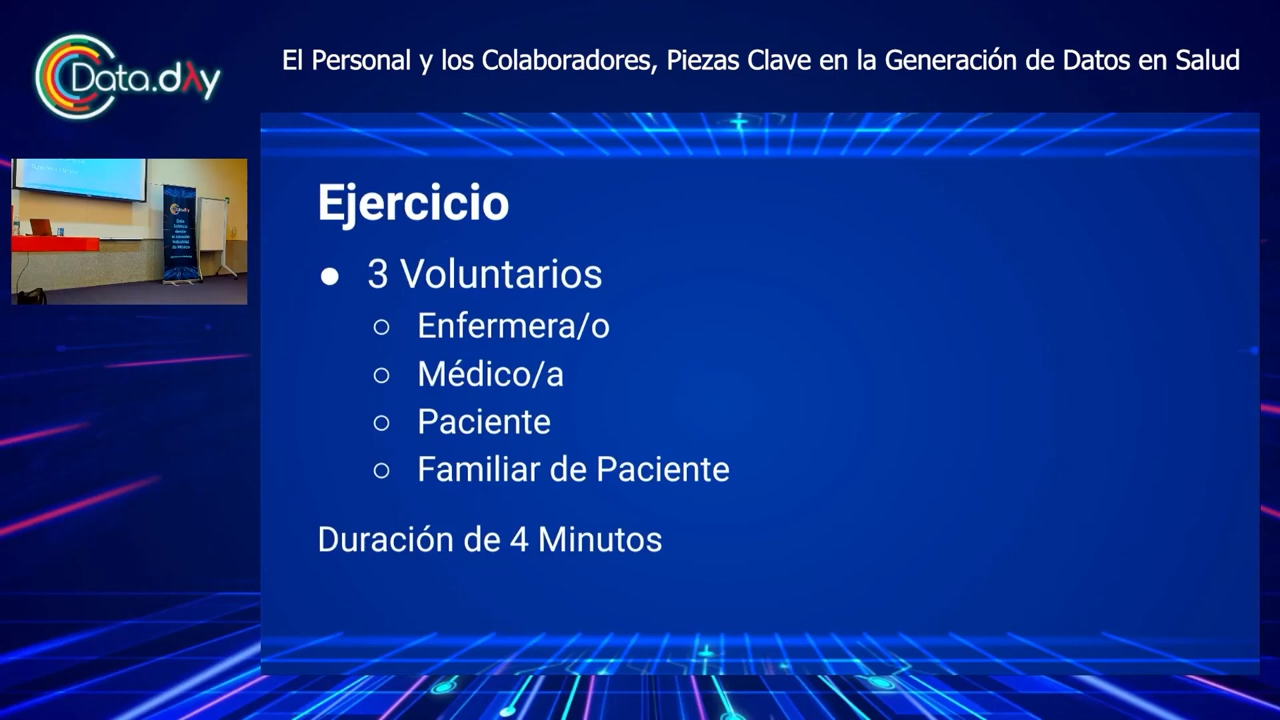 Data.dλy
El Personal y los Colaboradores, Piezas Clave en la Generación de Datos en Salud
Ejercicio
● 3 Voluntarios
○ Enfermera/o
○ Médico/a
○ Paciente
○ Familiar de Paciente
Duración de 4 Minutos